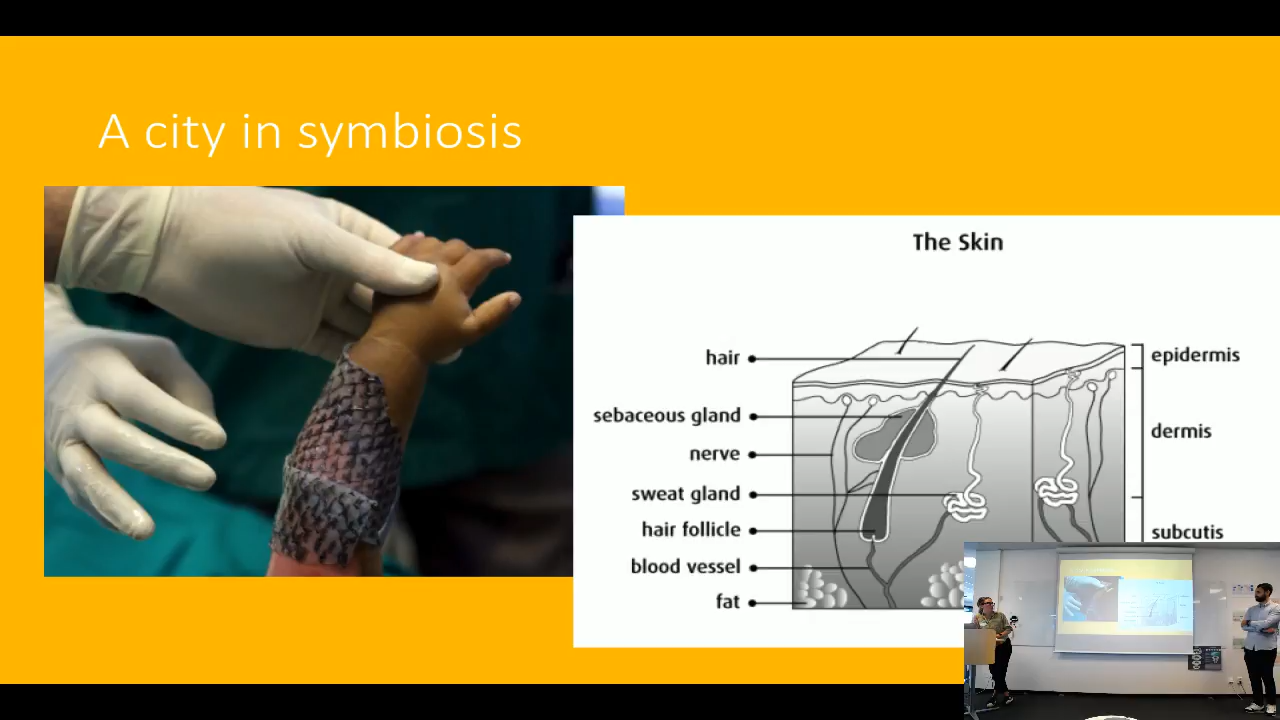 A city in symbiosis
The Skin
hair
sebaceous gland
nerve
sweat gland
hair follicle
blood vessel
fat
epidermis
dermis
subcutis